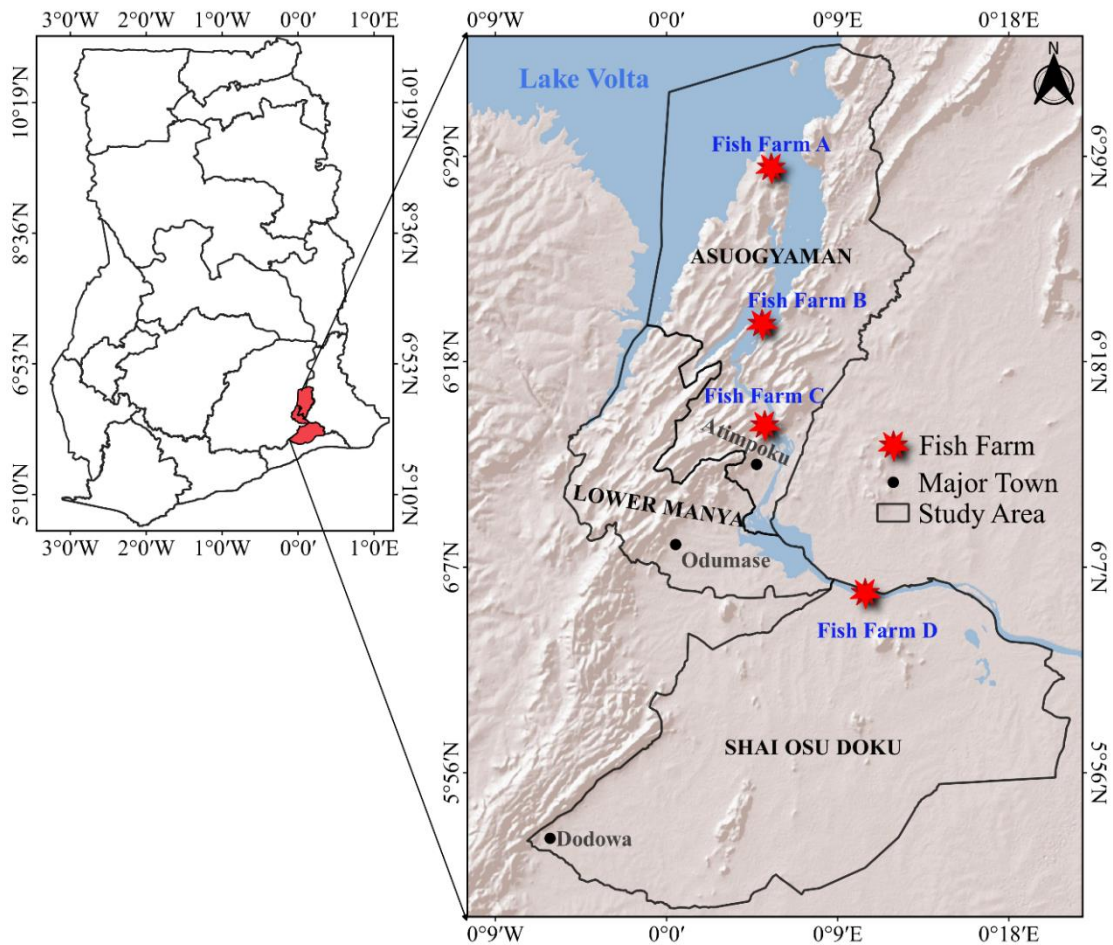 3°0′W 2°0′W 1°0′W 0°0′ 1°0′E
10°19′N
8°36′N
6°53′N
5°10′N
10°19′N
8°36′N
6°53′N
5°10′N
3°0′W 2°0′W 1°0′W 0°0′ 1°0′E
0°9′W 0°0′ 0°9′E 0°18′E
6°29′N
6°18′N
6°7′N
5°56′N
Lake Volta
N
Fish Farm A
ASUOGYAMAN
Fish Farm B
Fish Farm C
Atimpoku
LOWER MANYA
Odumase
Fish Farm D
SHAI OSU DOKU
Dodowa
Fish Farm
Major Town
Study Area
6°29′N
6°18′N
6°7′N
5°56′N
0°9′W 0°0′ 0°9′E 0°18′E